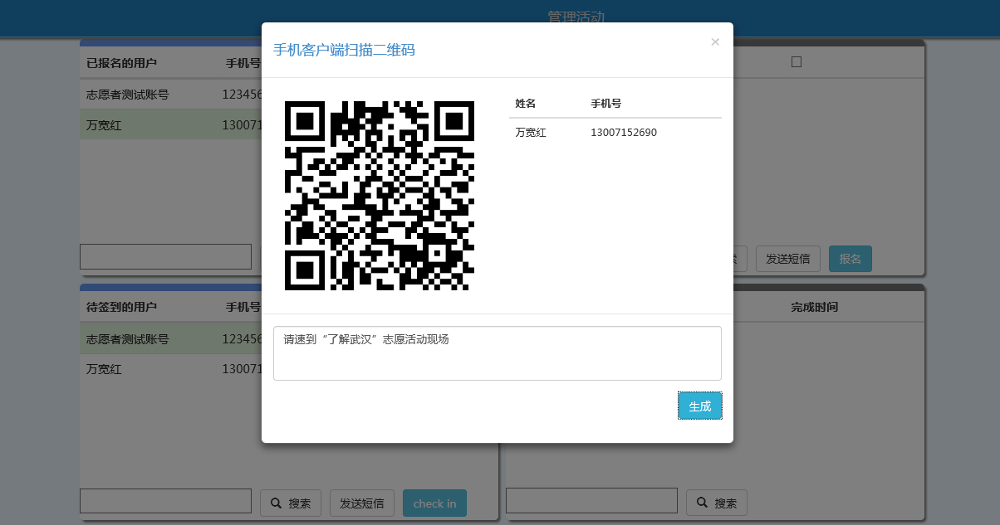 管理活动
手机客户端扫描二维码 ×
姓名 手机号
万宽红 13007152690
请速到“了解武汉”志愿活动现场
生成
已报名的用户 手机号
志愿者测试账号 123456
万宽红 130071
发送短信 报名
待签到的用户 手机号
志愿者测试账号 123456
万宽红 130071
搜索 发送短信 check in
完成时间
搜索